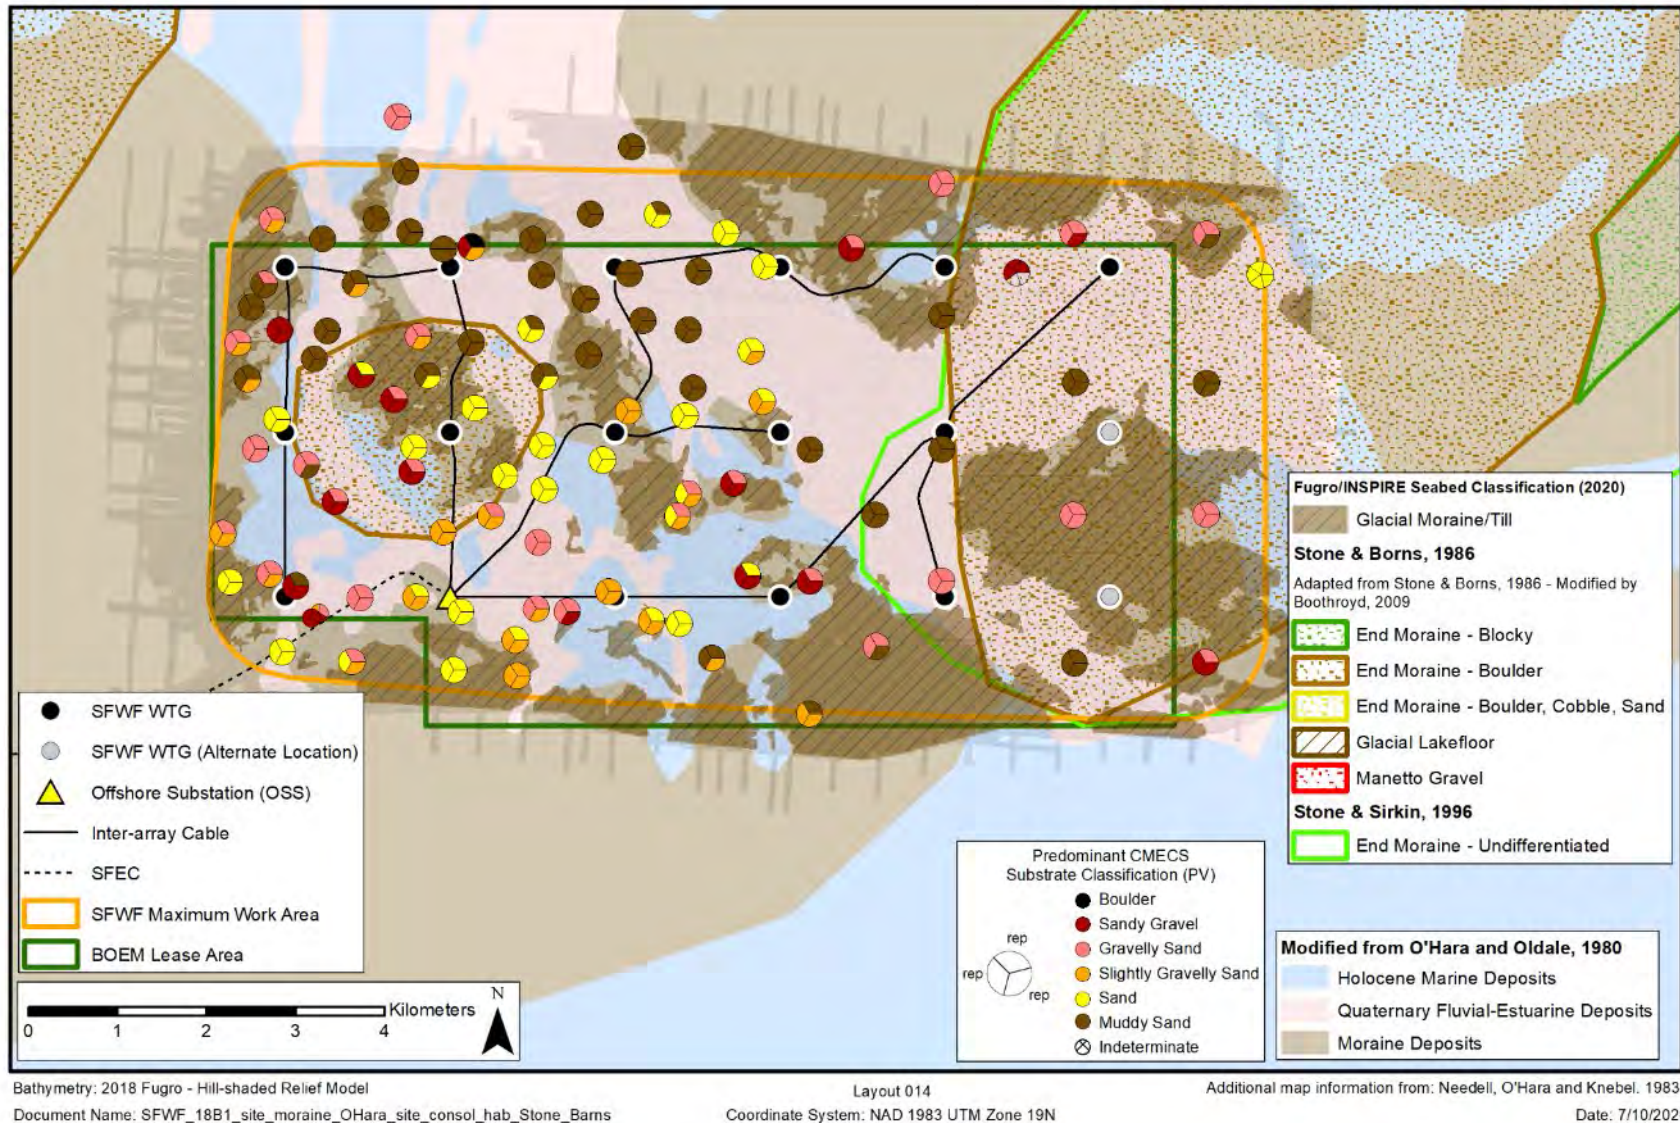 Fugro/INSPIRE Seabed Classification (2020)
Glacial Moraine/Till
Stone & Borns, 1986
Adapted from Stone & Borns, 1986 - Modified by
Boothroyd, 2009
End Moraine - Blocky
End Moraine - Boulder
End Moraine - Boulder, Cobble, Sand
Glacial Lakefloor
Manetto Gravel
Stone & Sirkin, 1996
End Moraine - Undifferentiated
SFWF WTG
SFWF WTG (Alternate Location)
Offshore Substation (OSS)
Inter-array Cable
SFEC
SFWF Maximum Work Area
BOEM Lease Area
Predominant CMECS
Substrate Classification (PV)
Boulder
Sandy Gravel
Gravelly Sand
Slightly Gravelly Sand
Sand
Muddy Sand
Indeterminate
rep
rep
rep
Modified from O'Hara and Oldale, 1980
Holocene Marine Deposits
Quaternary Fluvial-Estuarine Deposits
Moraine Deposits
N
Kilometers
0 1 2 3 4
Bathymetry: 2018 Fugro - Hill-shaded Relief Model
Layout 014
Additional map information from: Needell, O'Hara and Knebel. 1983
Document Name: SFWF_18B1_site_moraine_OHara_site_consol_hab_Stone_Barns
Coordinate System: NAD 1983 UTM Zone 19N
Date: 7/10/202